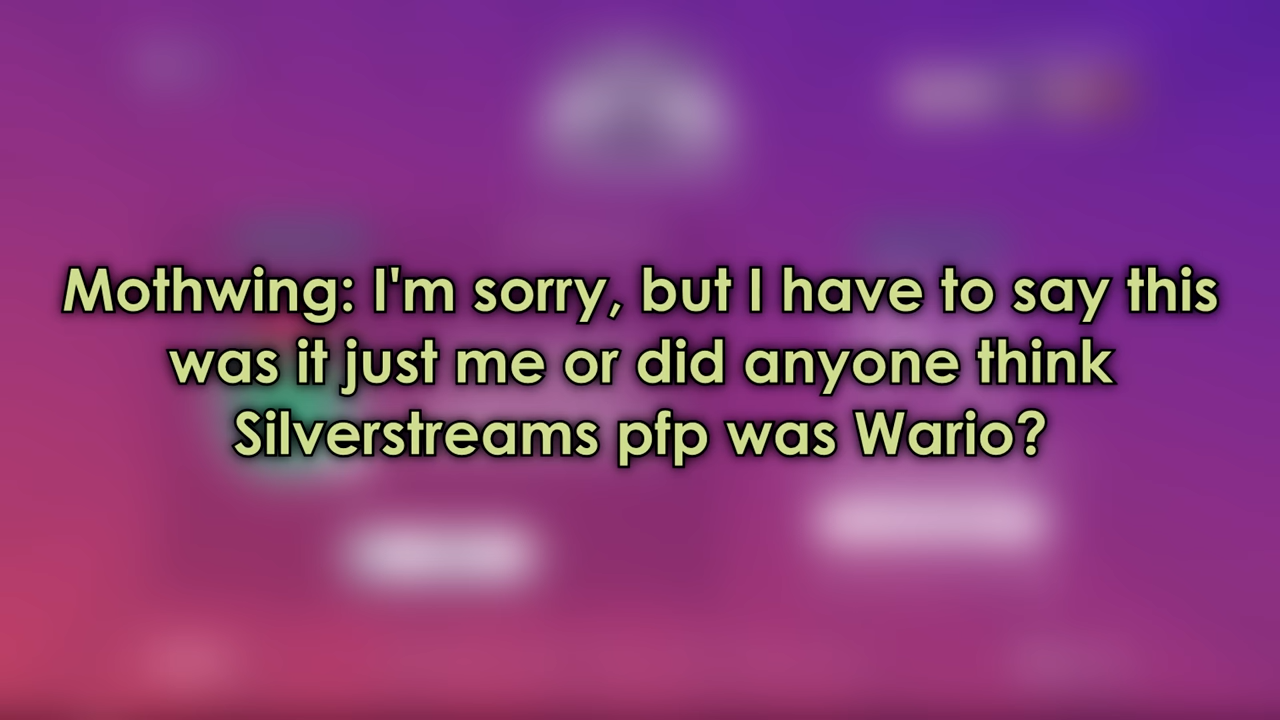 Mothwing: I'm sorry, but I have to say this
was it just me or did anyone think
Silverstreams pfp was Wario?